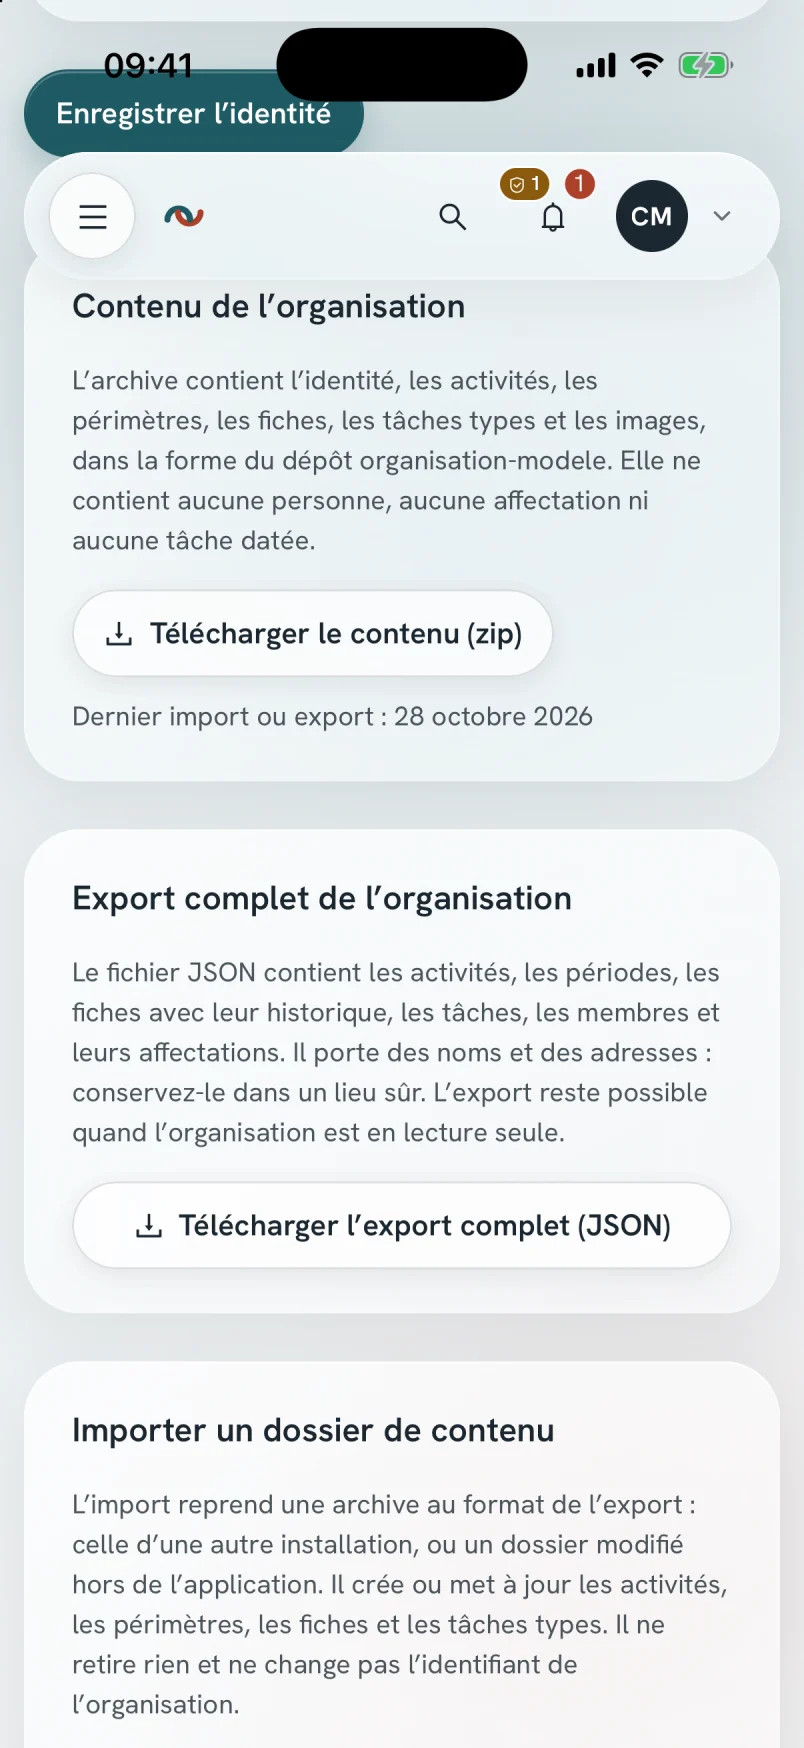 09:41
Enregistrer l’identité
1
1
CM
Contenu de l’organisation
L’archive contient l’identité, les activités, les
périmètres, les fiches, les tâches types et les images,
dans la forme du dépôt organisation-modele. Elle ne
contient aucune personne, aucune affectation ni
aucune tâche datée.
Télécharger le contenu (zip)
Dernier import ou export : 28 octobre 2026
Export complet de l’organisation
Le fichier JSON contient les activités, les périodes, les
fiches avec leur historique, les tâches, les membres et
leurs affectations. Il porte des noms et des adresses :
conservez-le dans un lieu sûr. L’export reste possible
quand l’organisation est en lecture seule.
Télécharger l’export complet (JSON)
Importer un dossier de contenu
L’import reprend une archive au format de l’export :
celle d’une autre installation, ou un dossier modifié
hors de l’application. Il crée ou met à jour les activités,
les périmètres, les fiches et les tâches types. Il ne
retire rien et ne change pas l’identifiant de
l’organisation.